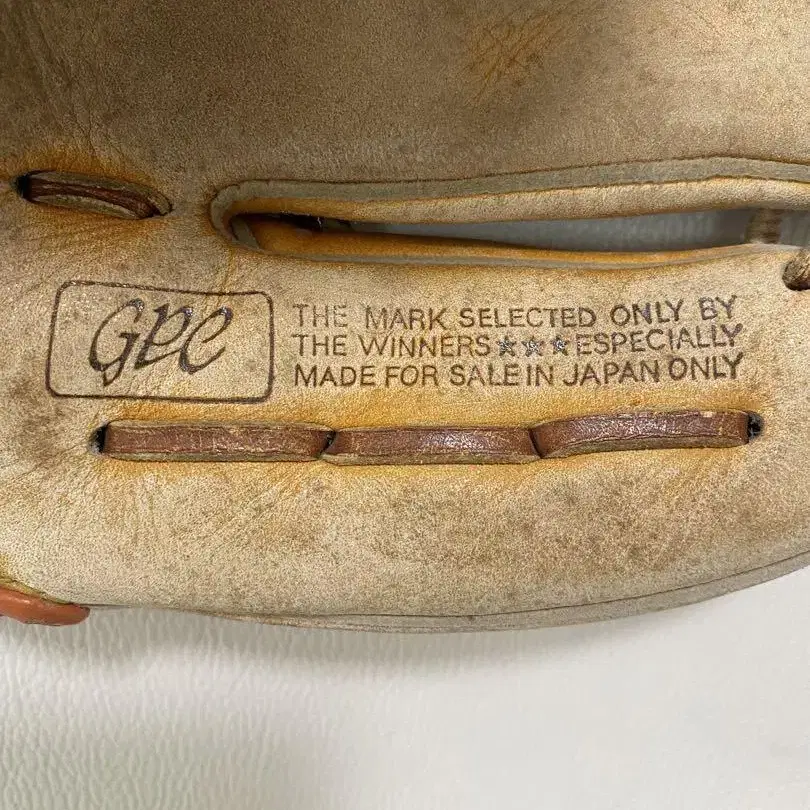 GPC
THE MARK SELECTED ONLY BY
THE WINNERS★★★ESPECIALLY
MADE FOR SALE IN JAPAN ONLY